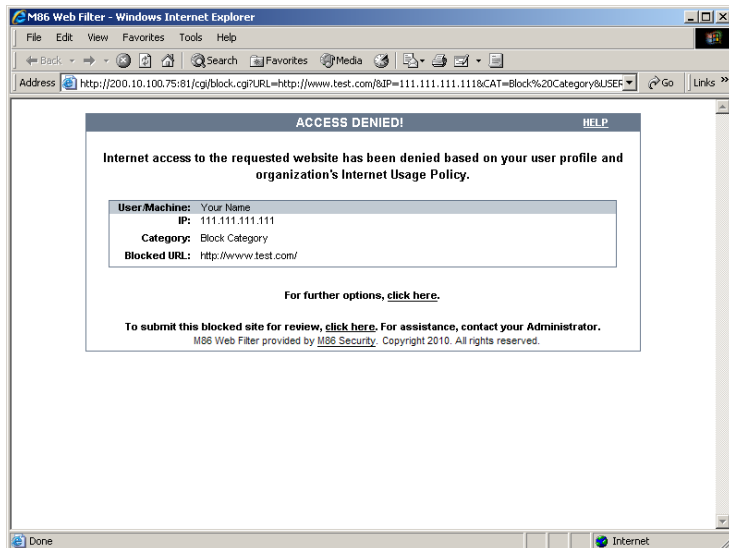 M86 Web Filter - Windows Internet Explorer
File Edit View Favorites Tools Help
Back Search Favorites Media
Address http://200.10.100.75:81/cgi/block.cgi?URL=http://www.test.com/&IP=111.111.111.111&CAT=Block%20Category&USER Go Links »
ACCESS DENIED! HELP
Internet access to the requested website has been denied based on your user profile and
organization's Internet Usage Policy.
User/Machine: Your Name
IP: 111.111.111.111
Category: Block Category
Blocked URL: http://www.test.com/
For further options, click here.
To submit this blocked site for review, click here. For assistance, contact your Administrator.
M86 Web Filter provided by M86 Security. Copyright 2010. All rights reserved.
Done Internet